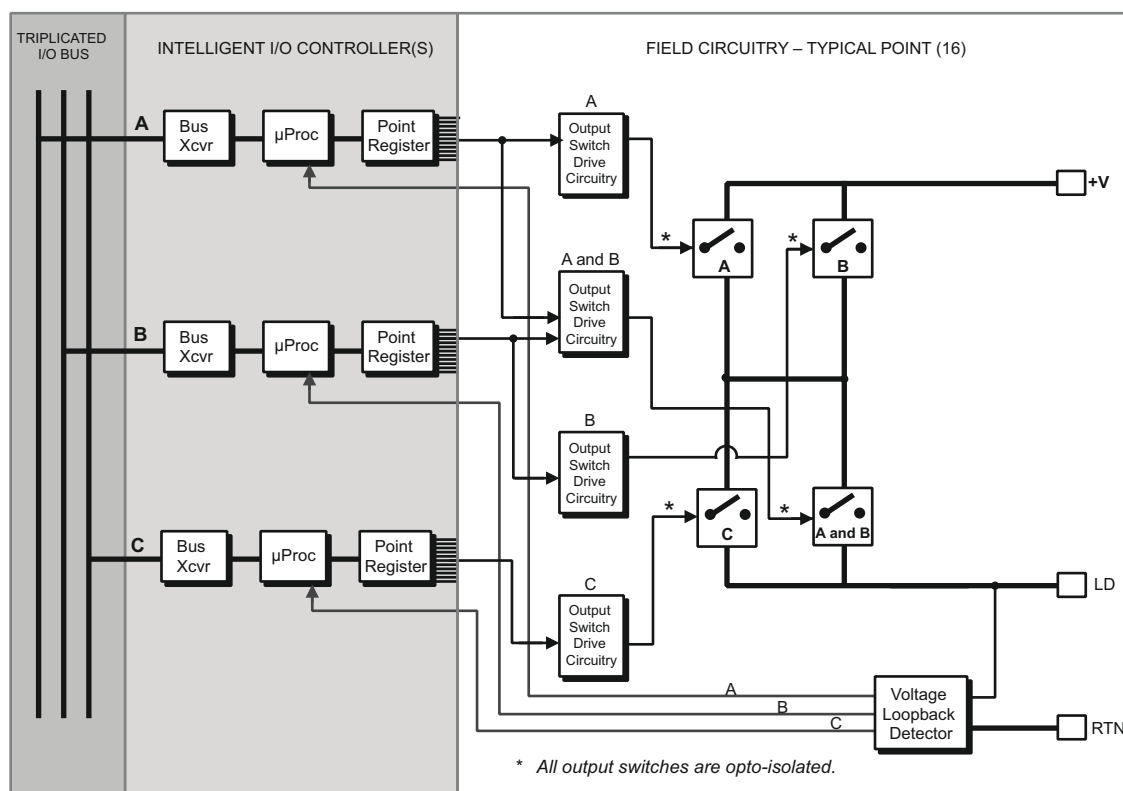 TRIPLICATED
I/O BUS
INTELLIGENT I/O CONTROLLER(S)
FIELD CIRCUITRY – TYPICAL POINT (16)
A
Bus
Xcvr
µProc
Point
Register
A
Output
Switch
Drive
Circuitry
+V
*
A
*
B
A and B
Output
Switch
Drive
Circuitry
B
Bus
Xcvr
µProc
Point
Register
B
Output
Switch
Drive
Circuitry
*
C
*
A and B
C
Bus
Xcvr
µProc
Point
Register
C
Output
Switch
Drive
Circuitry
LD
A
B
C
Voltage
Loopback
Detector
RTN
* All output switches are opto-isolated.